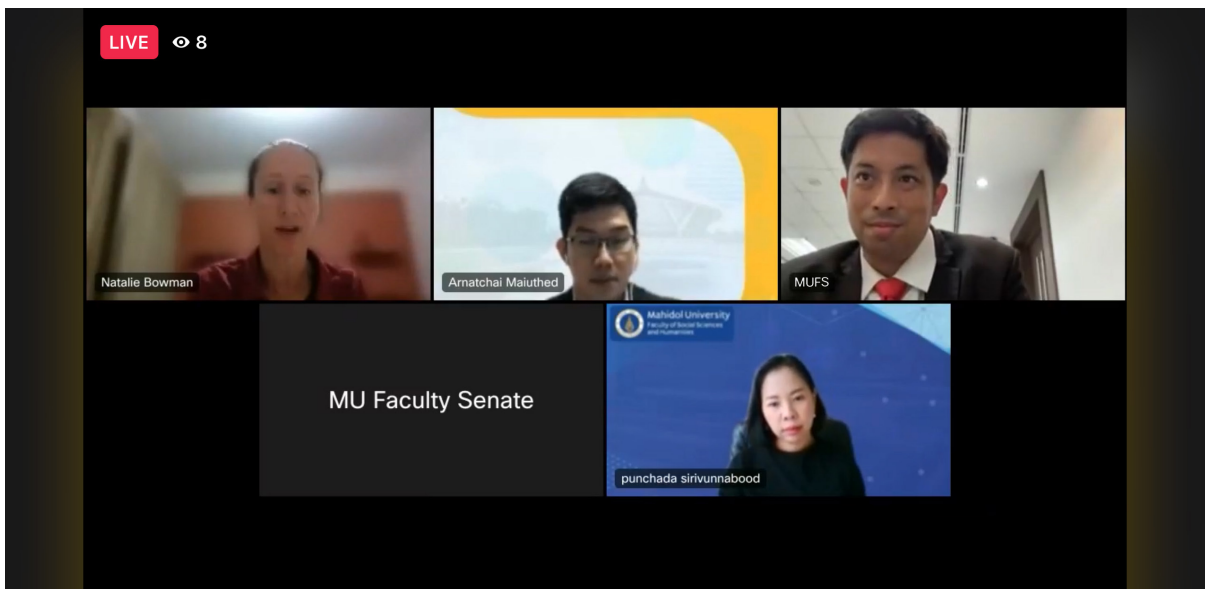 LIVE
8
Natalie Bowman
Arnatchai Maiuthed
MUFS
MU Faculty Senate
Mahidol University
Faculty of Social Sciences
and Humanities
punchada sirivunnabood